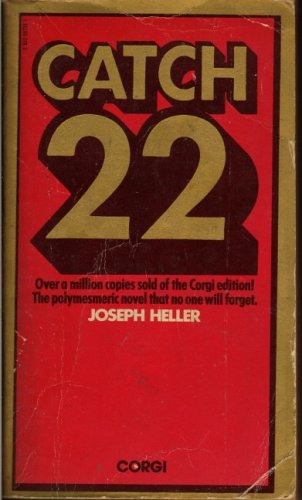 CATCH
22
Over a million copies sold of the Corgi edition!
The polymesmeric novel that no one will forget.
JOSEPH HELLER
CORGI